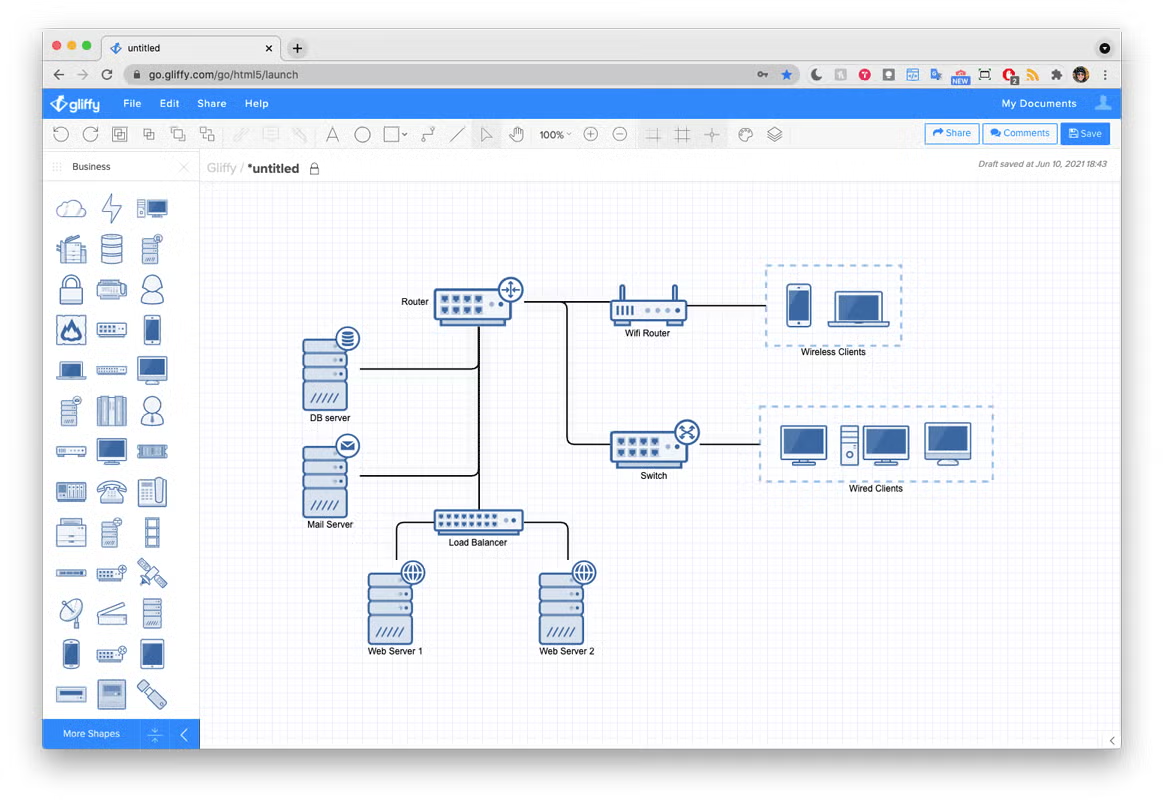 untitled
go.gliffy.com/go/html5/launch
NEW
2
gliffy File Edit Share Help My Documents
100% Share Comments Save
Business
Gliffy / *untitled
Draft saved at Jun 10, 2021 18:43
Router
Wifi Router
Wireless Clients
DB server
Switch
Wired Clients
Mail Server
Load Balancer
Web Server 1
Web Server 2
More Shapes